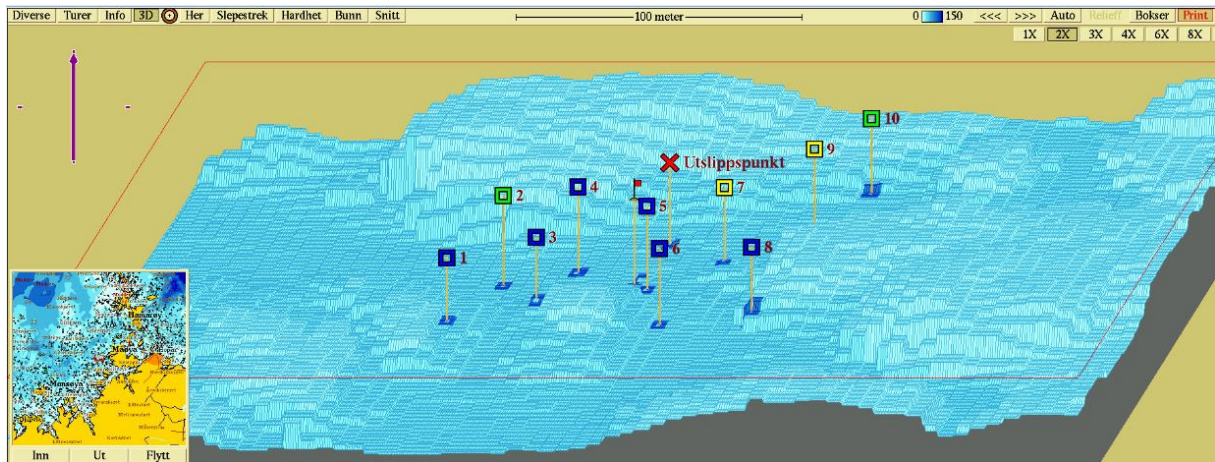 Diverse Turer Info 3D Her Slepestrek Hardhet Bunn Snitt 100 meter 0 150 <<< >>> Auto Relieff Bokser Print
1X 2X 3X 4X 6X 8X
10
9
Utslippspunkt
4
7
2
5
3
6
8
1
Inn Ut Flytt